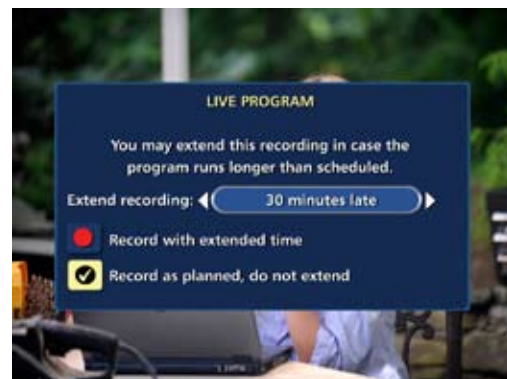 LIVE PROGRAM
You may extend this recording in case the
program runs longer than scheduled.
Extend recording: 30 minutes late
Record with extended time
Record as planned, do not extend